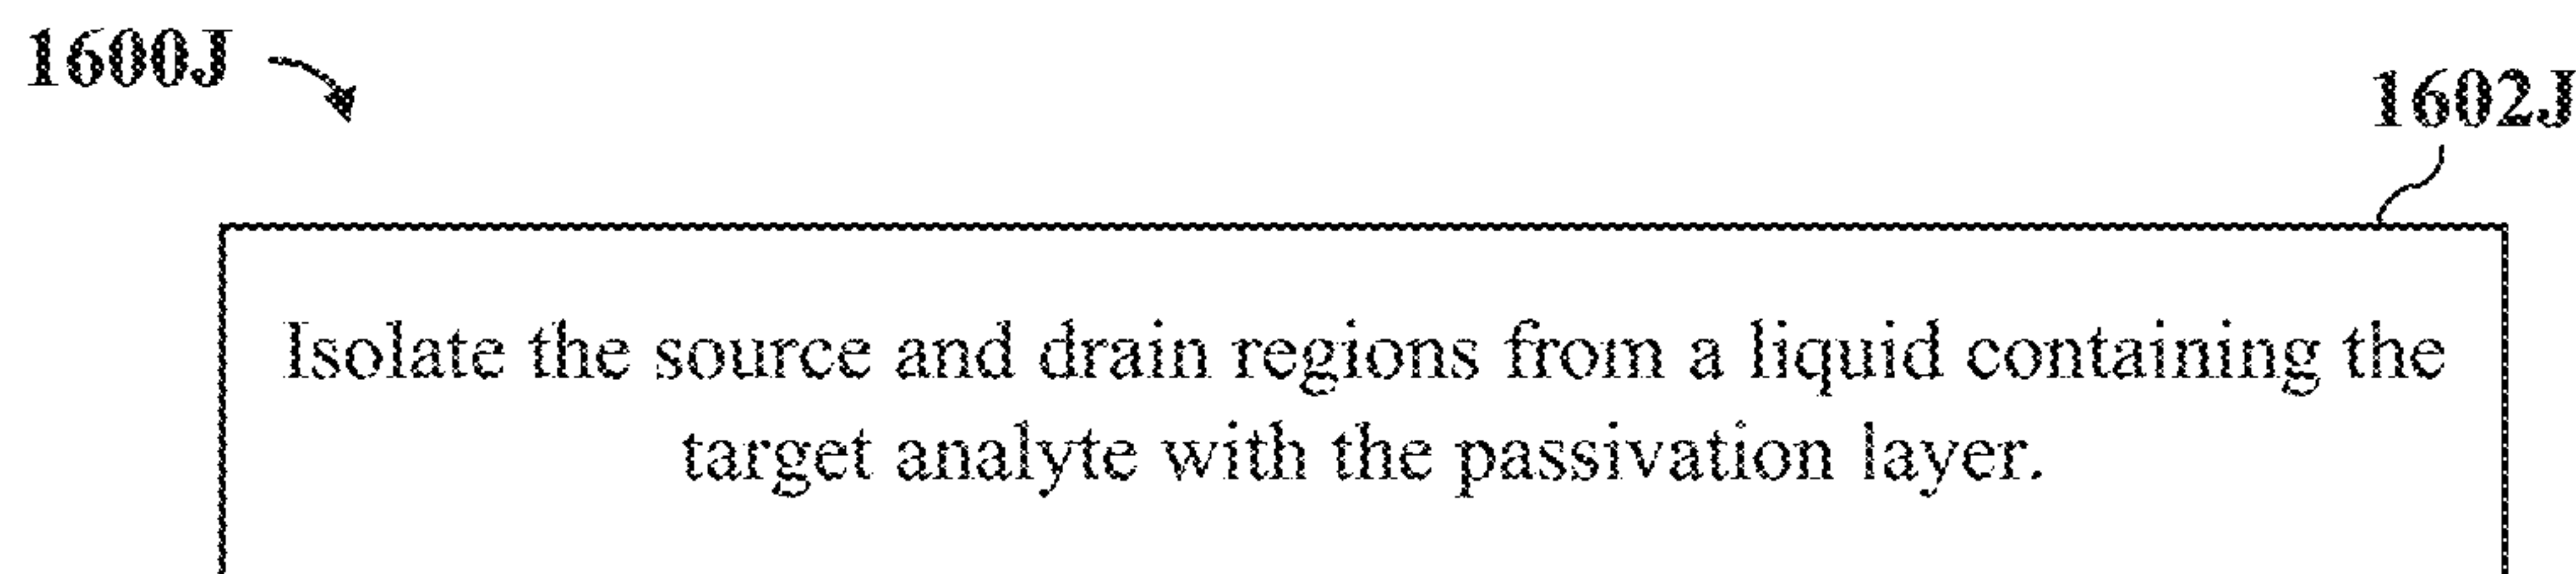 1600J
1602J
Isolate the source and drain regions from a liquid containing the
target analyte with the passivation layer.